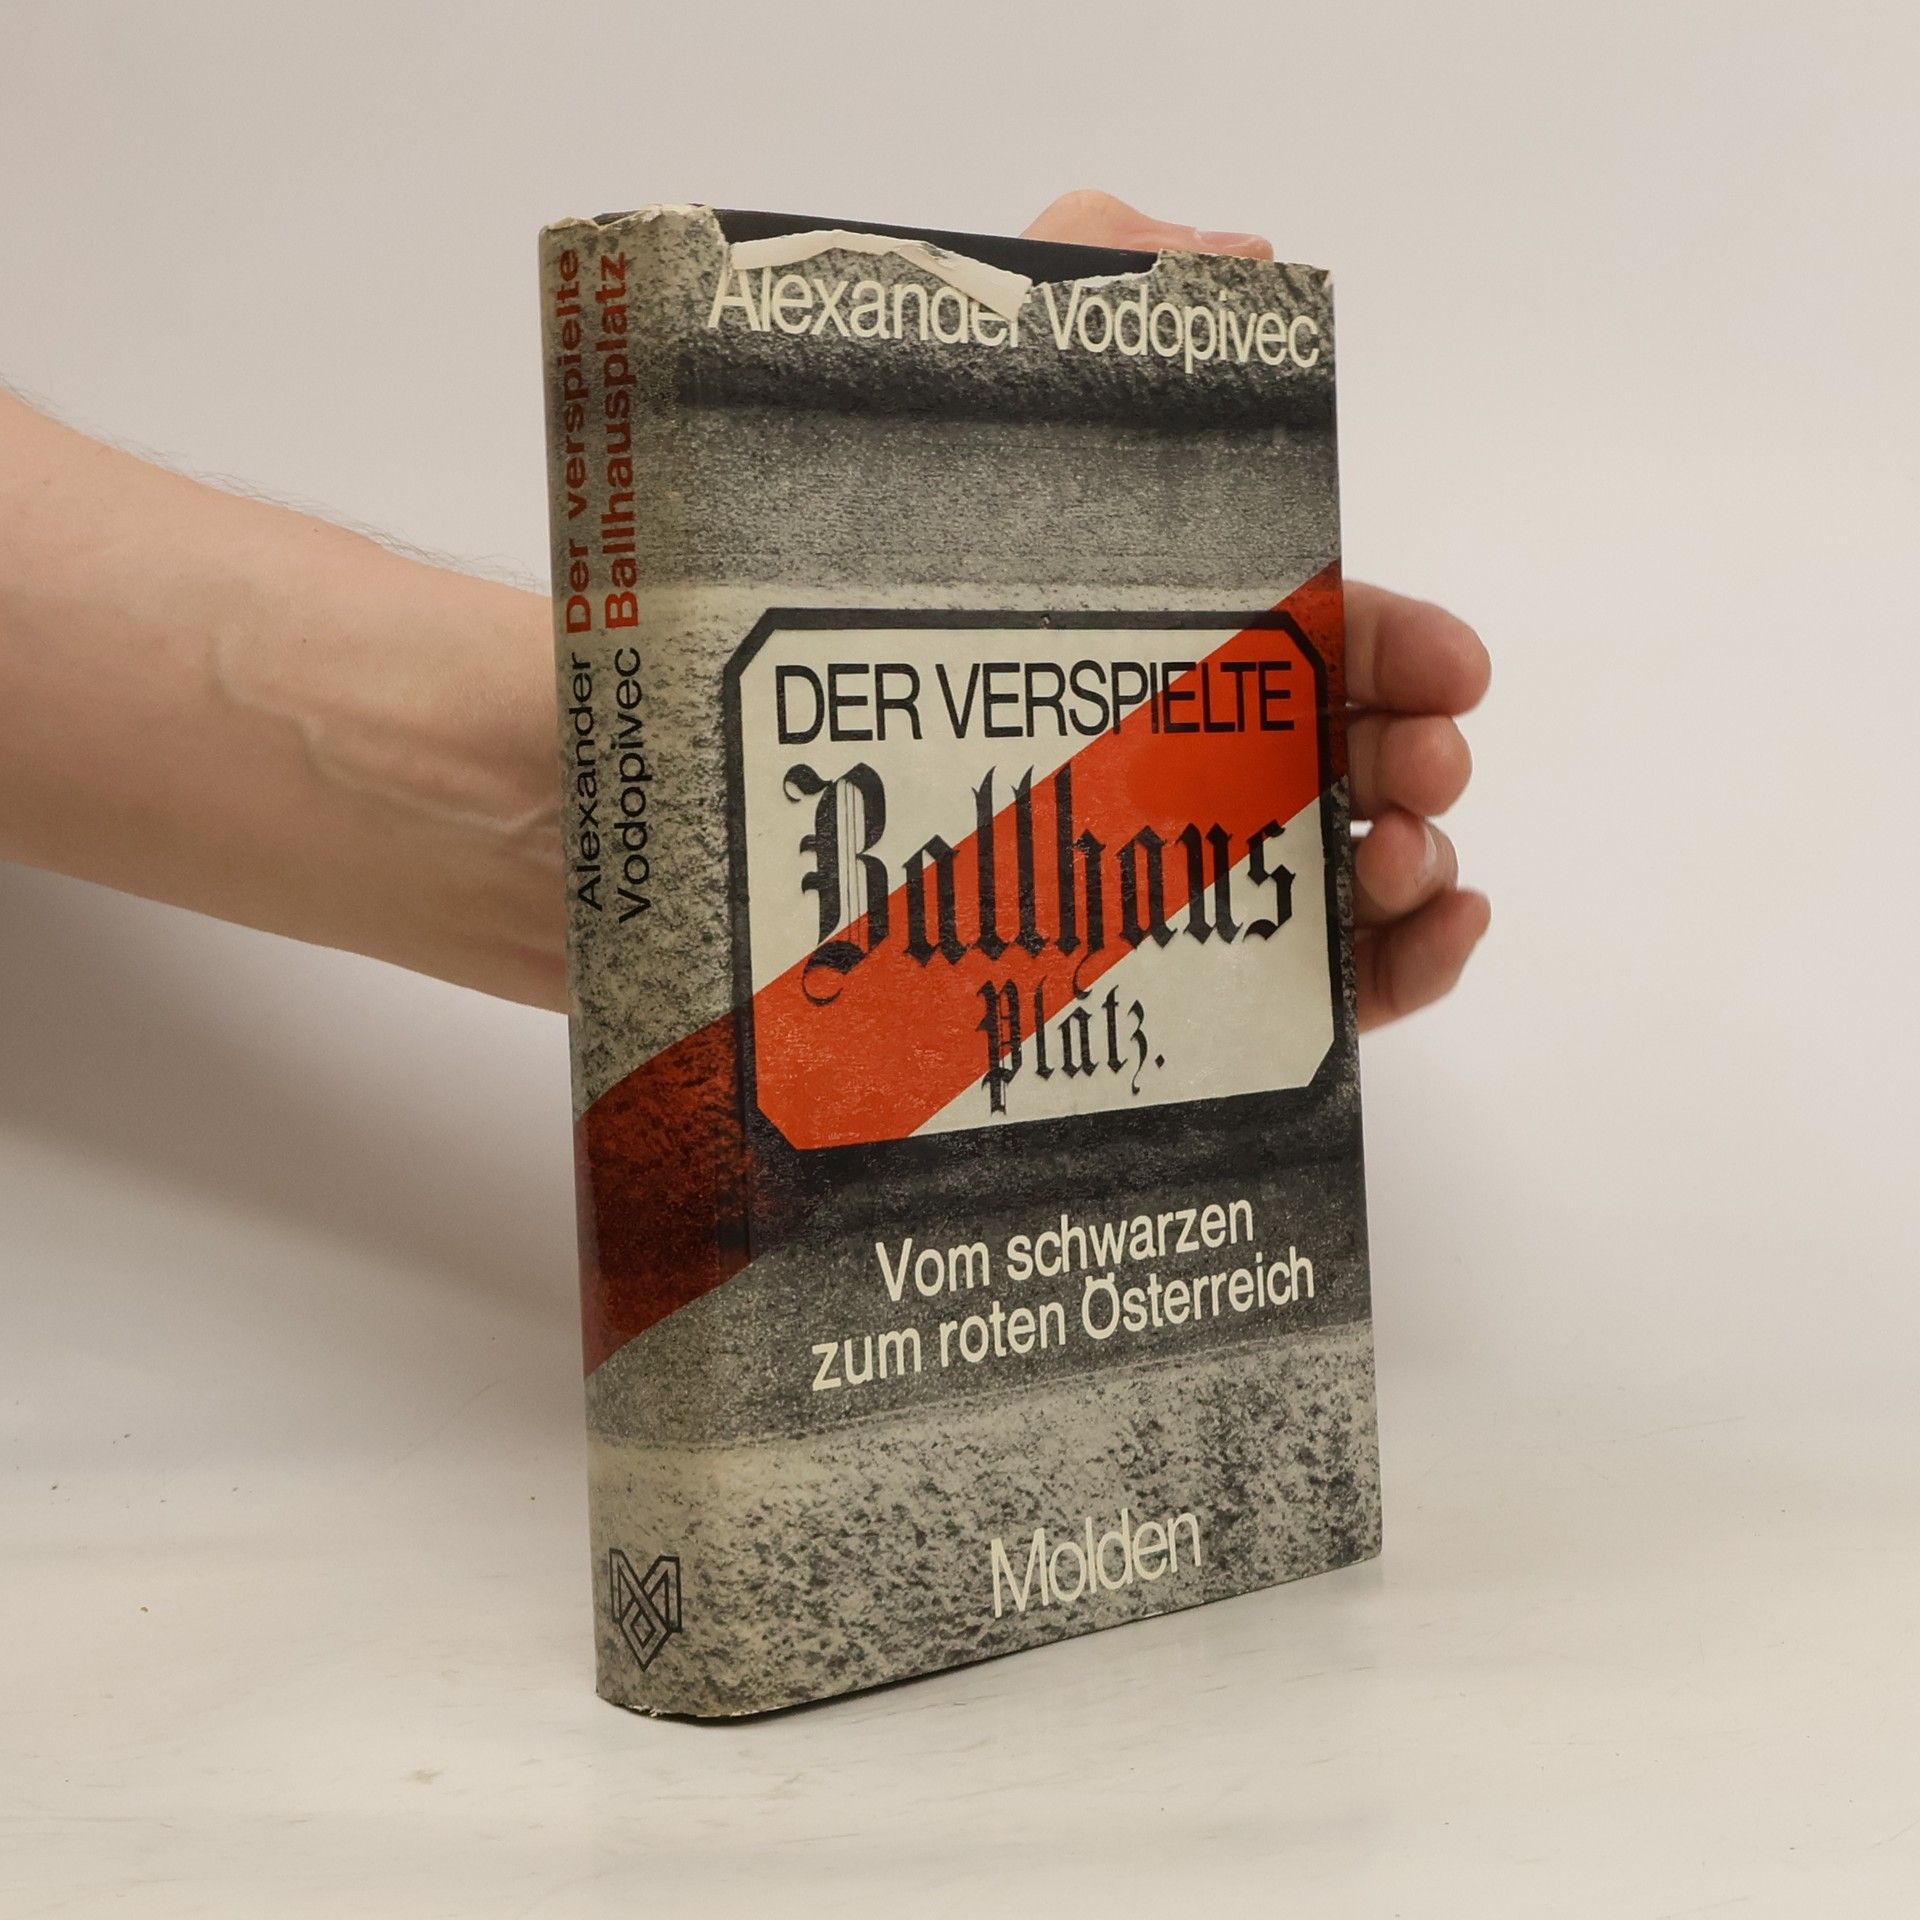 Der verspielte
Ballhausplatz
Alexander
Vodopivec
Alexander Vodopivec
DER VERSPIELTE
Ballhaus
platz.
Vom schwarzen
zum roten Österreich
Molden